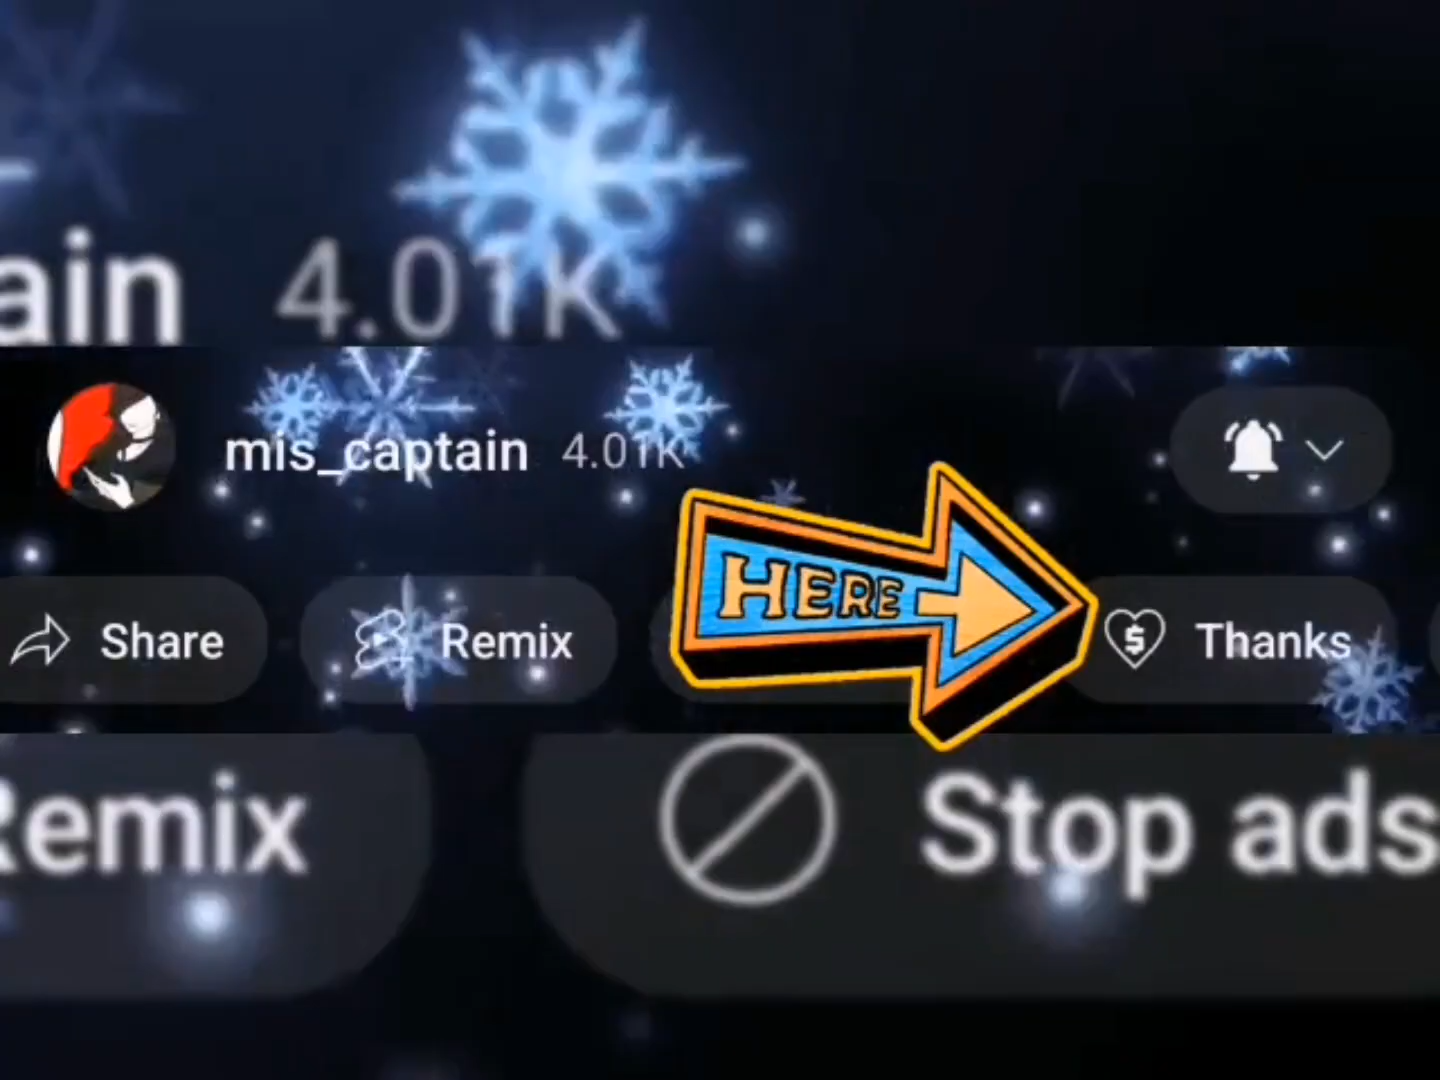 ain 4.01K
mis_captain 4.01K
HERE
Share Remix Thanks
Remix Stop ads